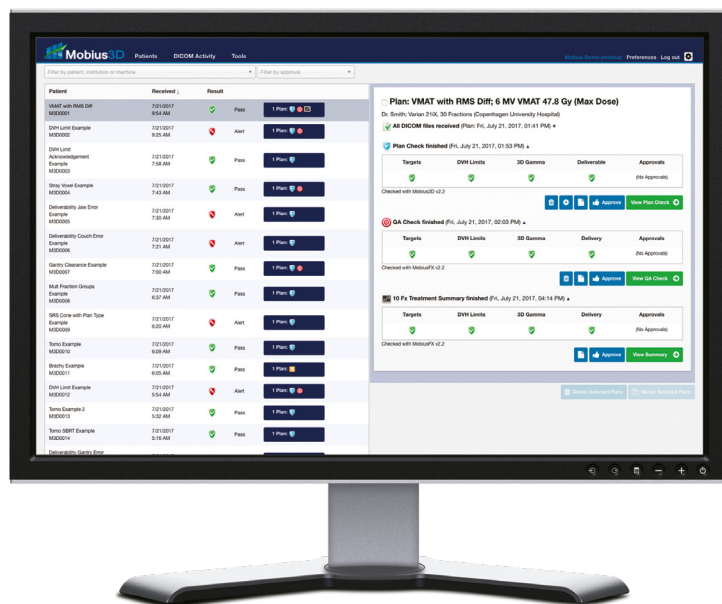 Mobius3D Patients DICOM Activity Tools
Mobius Demo (mobius) Preferences Log out
Filter by patient, institution or machine
Filter by approval
Patient Received ↓ Result
VMAT with RMS Diff
M3D0001
7/21/2017
9:54 AM
Pass
1 Plan:
DVH Limit Example
M3D0002
7/21/2017
9:25 AM
Alert
1 Plan:
DVH Limit
Acknowledgement
Example
M3D0003
7/21/2017
7:58 AM
Pass
1 Plan:
Stray Voxel Example
M3D0004
7/21/2017
7:43 AM
Pass
1 Plan:
Deliverability Jaw Error
Example
M3D0005
7/21/2017
7:30 AM
Alert
1 Plan:
Deliverability Couch Error
Example
M3D0006
7/21/2017
7:21 AM
Alert
1 Plan:
Gantry Clearance Example
M3D0007
7/21/2017
7:00 AM
Pass
1 Plan:
Mult Fraction Groups
Example
M3D0008
7/21/2017
6:37 AM
Pass
1 Plan:
SRS Cone with Plan Type
Example
M3D0009
7/21/2017
6:20 AM
Alert
1 Plan:
Tomo Example
M3D0010
7/21/2017
6:09 AM
Pass
1 Plan:
Brachy Example
M3D0011
7/21/2017
6:05 AM
Pass
1 Plan:
DVH Limit Example
M3D0012
7/21/2017
5:54 AM
Alert
1 Plan:
Tomo Example 2
M3D0013
7/21/2017
5:32 AM
Pass
1 Plan:
Tomo SBRT Example
M3D0014
7/21/2017
5:16 AM
Pass
1 Plan:
Deliverability Gantry Error
Plan: VMAT with RMS Diff; 6 MV VMAT 47.8 Gy (Max Dose)
Dr. Smith; Varian 21IX, 30 Fractions (Copenhagen University Hospital)
All DICOM files received (Plan: Fri, July 21, 2017, 01:41 PM) ▾
Plan Check finished (Fri, July 21, 2017, 01:53 PM) ▴
Targets DVH Limits 3D Gamma Deliverable Approvals
(No Approvals)
Checked with Mobius3D v2.2
Approve View Plan Check
QA Check finished (Fri, July 21, 2017, 02:03 PM) ▴
Targets DVH Limits 3D Gamma Delivery Approvals
(No Approvals)
Checked with MobiusFX v2.2
Approve View QA Check
10 Fx Treatment Summary finished (Fri, July 21, 2017, 04:14 PM) ▴
Targets DVH Limits 3D Gamma Delivery Approvals
(No Approvals)
Checked with MobiusFX v2.2
Approve View Summary
Delete Selected Plans Merge Selected Plans